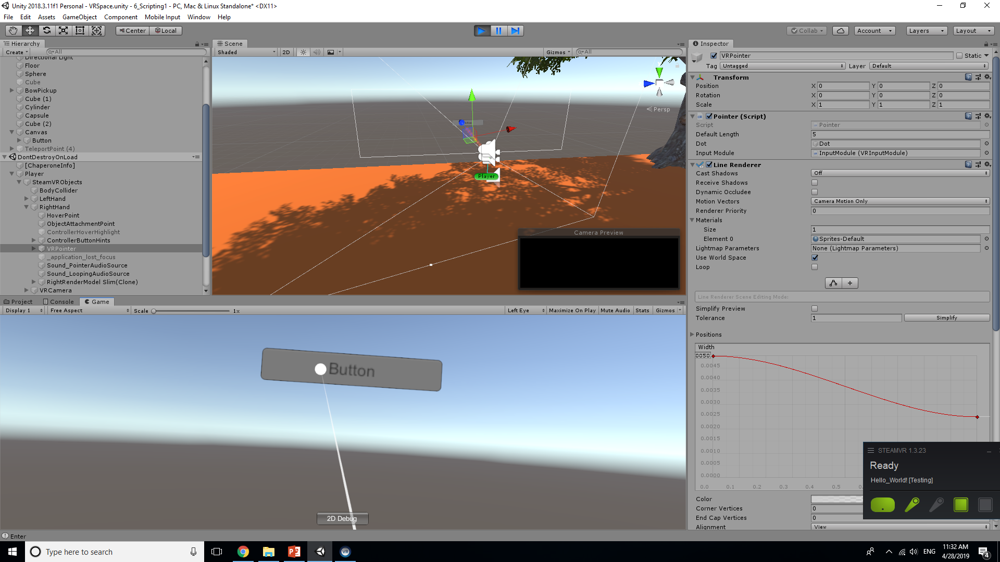 Unity 2018.3.11f1 Personal - VRSpace.unity - 6_Scripting1 - PC, Mac & Linux Standalone* <DX11>
File Edit Assets GameObject Component Mobile Input Window Help
Center Local
Collab Account Layers Layout
Hierarchy
Create All
Directional Light
Floor
Sphere
Cube
BowPickup
Cube (1)
Cylinder
Capsule
Cube (2)
Canvas
Button
TeleportPoint (4)
DontDestroyOnLoad
[ChaperoneInfo]
Player
SteamVRObjects
BodyCollider
LeftHand
RightHand
HoverPoint
ObjectAttachmentPoint
ControllerHoverHighlight
ControllerButtonHints
VRPointer
_application_lost_focus
Sound_PointerAudioSource
Sound_LoopingAudioSource
RightRenderModel Slim(Clone)
VRCamera
Scene
Shaded 2D Gizmos All
Persp
Player
Camera Preview
Project Console Game
Display 1 Free Aspect Scale 1x Left Eye Maximize On Play Mute Audio Stats Gizmos
Button
2D Debug
Enter
Inspector
VRPointer Static
Tag Untagged Layer Default
Transform
Position X 0 Y 0 Z 0
Rotation X 0 Y 0 Z 0
Scale X 1 Y 1 Z 1
Pointer (Script)
Script Pointer
Default Length 5
Dot Dot
Input Module InputModule (VRInputModule)
Line Renderer
Cast Shadows Off
Receive Shadows
Dynamic Occludee
Motion Vectors Camera Motion Only
Renderer Priority 0
Materials
Size 1
Element 0 Sprites-Default
Lightmap Parameters None (Lightmap Parameters)
Use World Space
Loop
Line Renderer Scene Editing Mode:
Simplify Preview
Tolerance 1 Simplify
Positions
Width
0050
0.0045
0.0040
0.0035
0.0030
0.0025
0.0020
0.0015
0.0010
0.0005
0.0000
0.0 0.1 0.2 0.3 0.4 0.5
Color
Corner Vertices 0
End Cap Vertices 0
Alignment View
STEAMVR 1.3.23
Ready
Hello_World! [Testing]
Type here to search
ENG
11:32 AM
4/28/2019
4